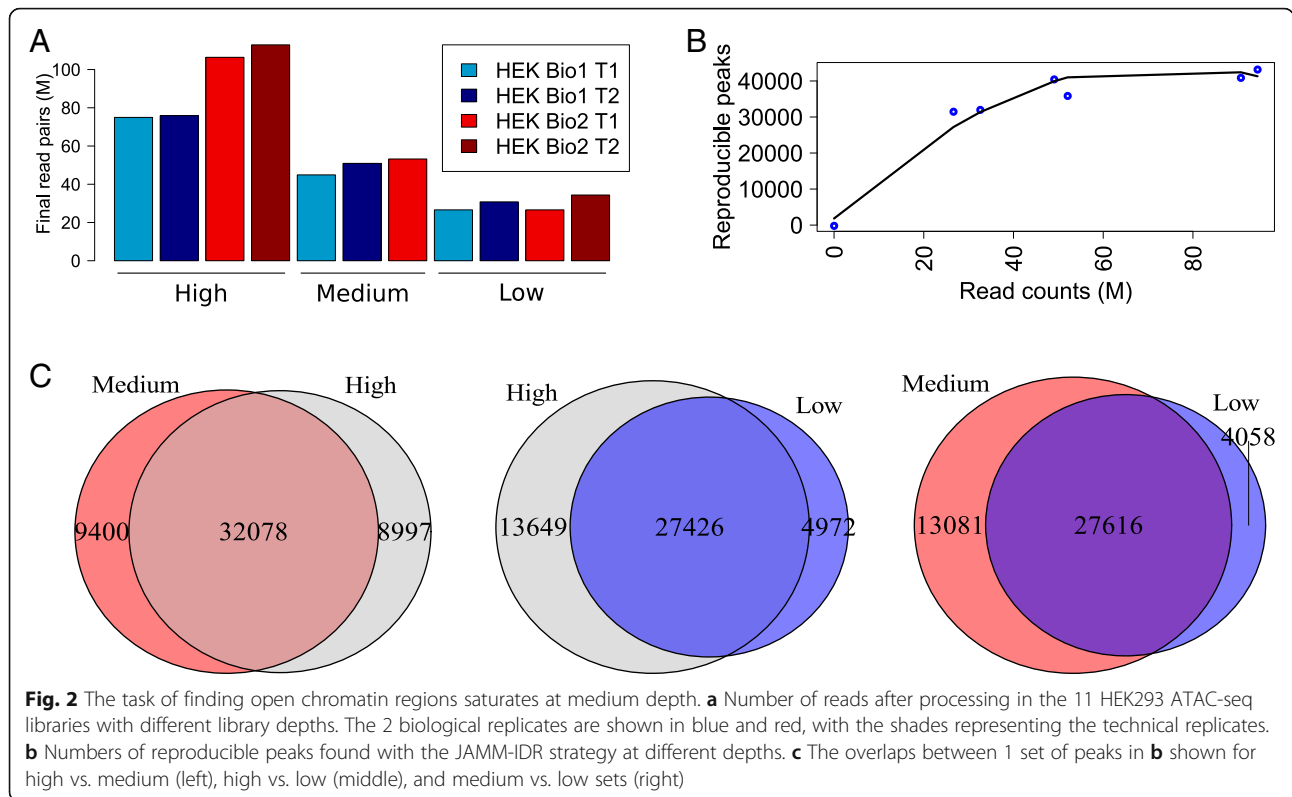 A
Final read pairs (M)
100
80
60
40
20
0
High
Medium
Low
HEK Bio1 T1
HEK Bio1 T2
HEK Bio2 T1
HEK Bio2 T2
B
Reproducible peaks
40000
30000
20000
10000
0
0
20
40
60
80
Read counts (M)
C
Medium
High
9400
32078
8997
High
Low
13649
27426
4972
Medium
Low
4058
13081
27616
Fig. 2 The task of finding open chromatin regions saturates at medium depth. a Number of reads after processing in the 11 HEK293 ATAC-seq
libraries with different library depths. The 2 biological replicates are shown in blue and red, with the shades representing the technical replicates.
b Numbers of reproducible peaks found with the JAMM-IDR strategy at different depths. c The overlaps between 1 set of peaks in b shown for
high vs. medium (left), high vs. low (middle), and medium vs. low sets (right)